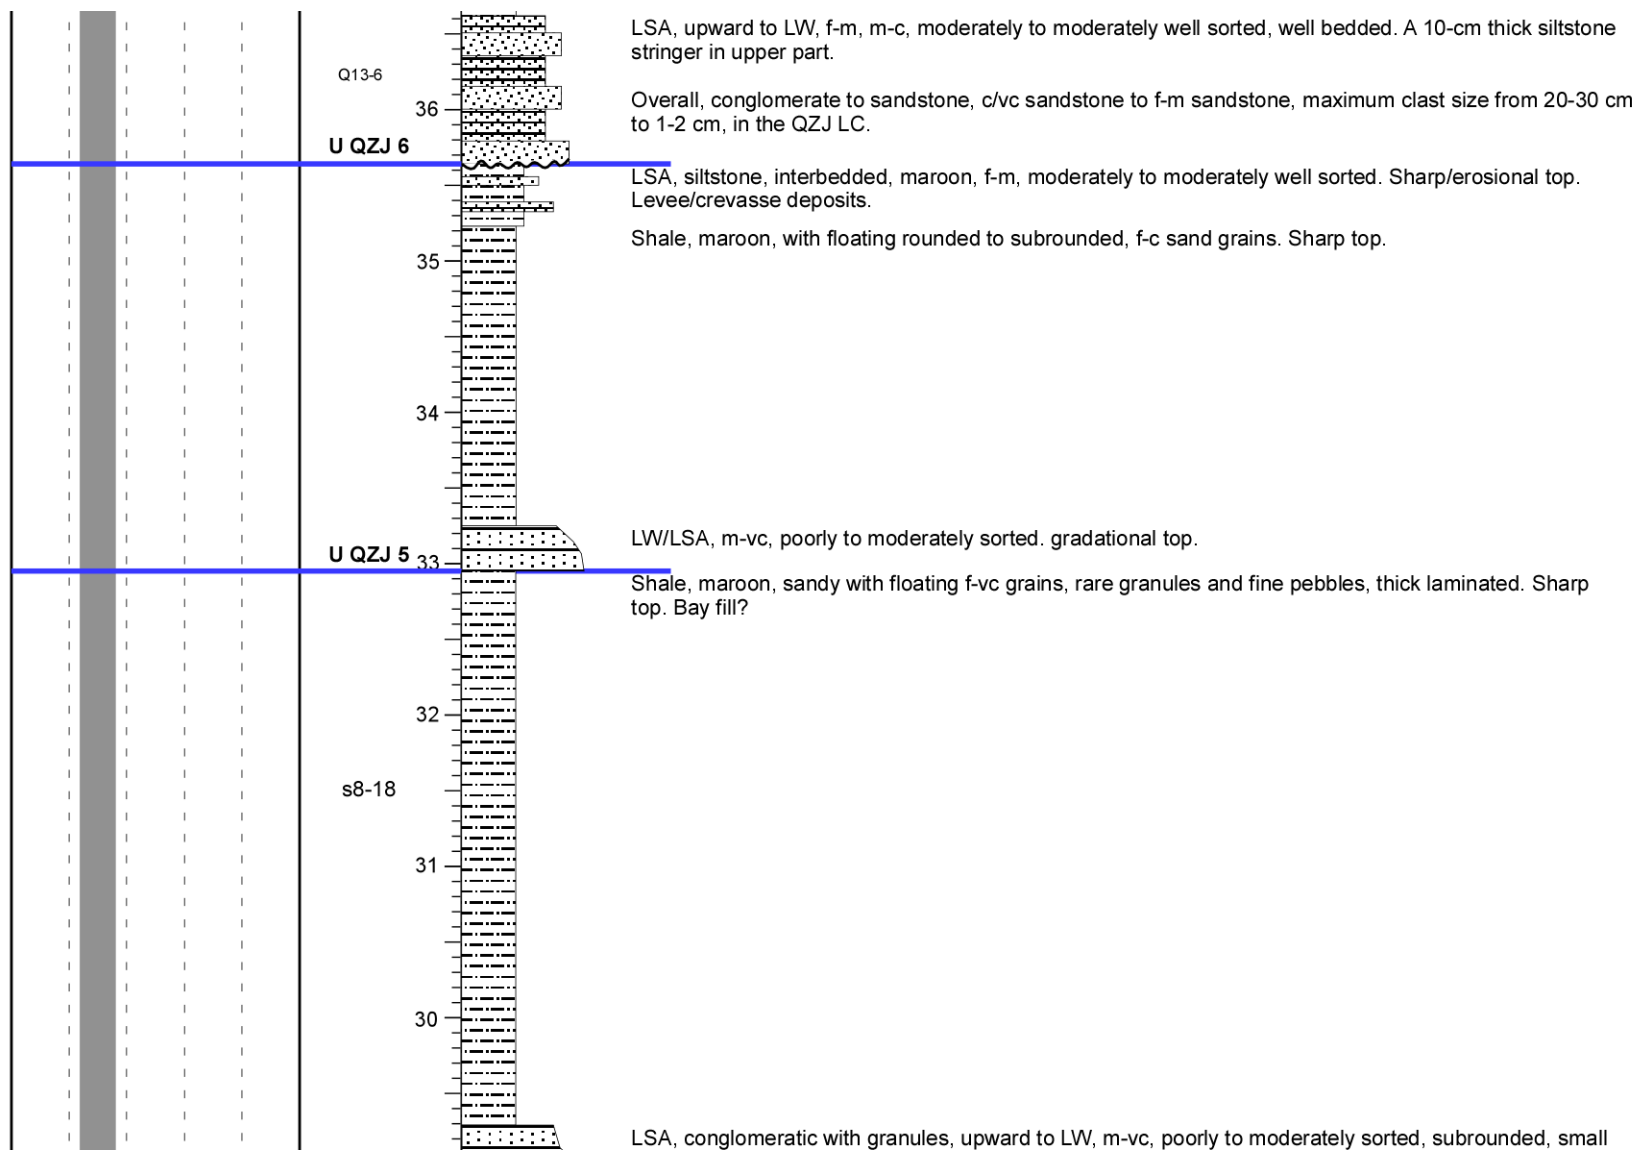 LSA, upward to LW, f-m, m-c, moderately to moderately well sorted, well bedded. A 10-cm thick siltstone
stringer in upper part.
Q13-6
Overall, conglomerate to sandstone, c/vc sandstone to f-m sandstone, maximum clast size from 20-30 cm
to 1-2 cm, in the QZJ LC.
36
U QZJ 6
LSA, siltstone, interbedded, maroon, f-m, moderately to moderately well sorted. Sharp/erosional top.
Levee/crevasse deposits.
Shale, maroon, with floating rounded to subrounded, f-c sand grains. Sharp top.
35
34
LW/LSA, m-vc, poorly to moderately sorted. gradational top.
U QZJ 5
33
Shale, maroon, sandy with floating f-vc grains, rare granules and fine pebbles, thick laminated. Sharp
top. Bay fill?
32
s8-18
31
30
LSA, conglomeratic with granules, upward to LW, m-vc, poorly to moderately sorted, subrounded, small